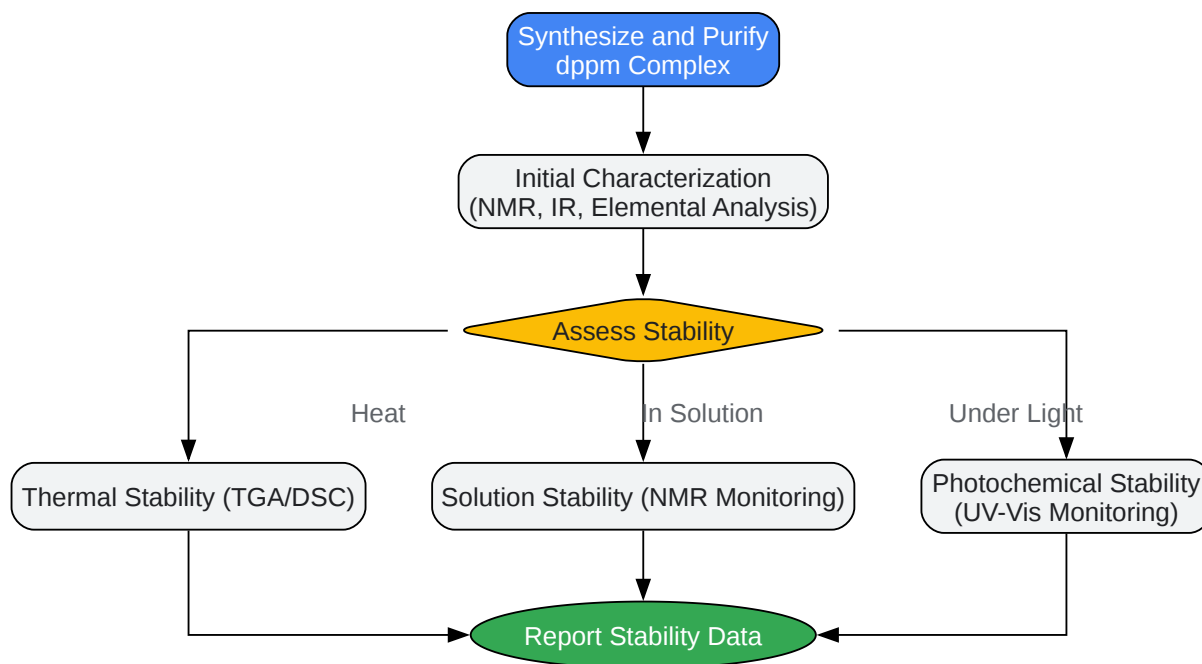 Synthesize and Purify
dppm Complex
Initial Characterization
(NMR, IR, Elemental Analysis)
Assess Stability
Heat
In Solution
Under Light
Thermal Stability (TGA/DSC)
Solution Stability (NMR Monitoring)
Photochemical Stability
(UV-Vis Monitoring)
Report Stability Data